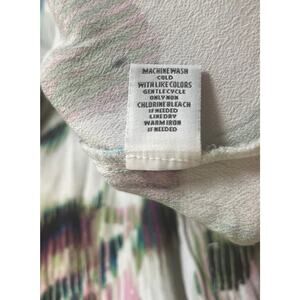 MACHINE WASH
COLD
WITH LIKE COLORS
GENTLE CYCLE
ONLY NON
CHLORINE BLEACH
IF NEEDED
LINE DRY
WARM IRON
IF NEEDED